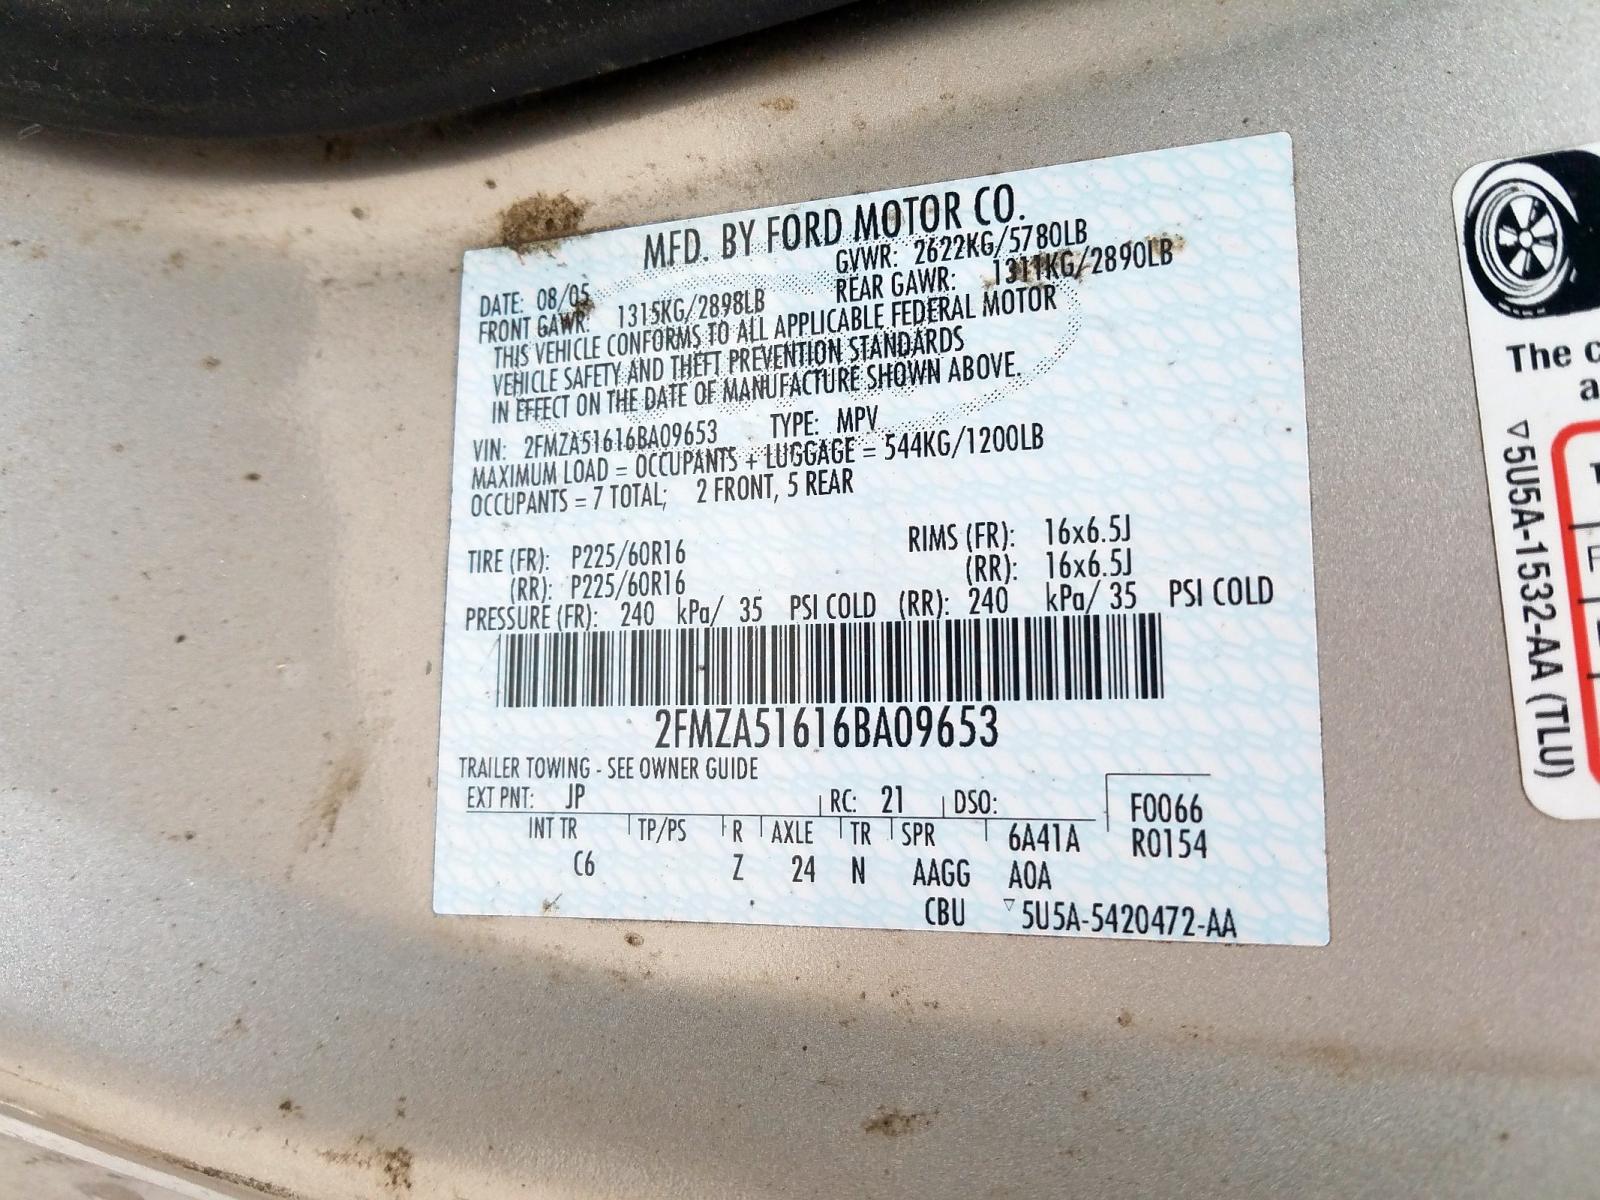 MFD. BY FORD MOTOR CO.
DATE: 08/05 GVWR: 2622KG/5780LB
FRONT GAWR: 1315KG/2898LB REAR GAWR: 1311KG/2890LB
THIS VEHICLE CONFORMS TO ALL APPLICABLE FEDERAL MOTOR
VEHICLE SAFETY AND THEFT PREVENTION STANDARDS
IN EFFECT ON THE DATE OF MANUFACTURE SHOWN ABOVE.
VIN: 2FMZA51616BA09653 TYPE: MPV
MAXIMUM LOAD = OCCUPANTS + LUGGAGE = 544KG/1200LB
OCCUPANTS = 7 TOTAL; 2 FRONT, 5 REAR
TIRE (FR): P225/60R16 RIMS (FR): 16x6.5J
(RR): P225/60R16 (RR): 16x6.5J
PRESSURE (FR): 240 kPa/ 35 PSI COLD (RR): 240 kPa/ 35 PSI COLD
2FMZA51616BA09653
TRAILER TOWING - SEE OWNER GUIDE
EXT PNT: JP RC: 21 DSO: F0066
INT TR TP/PS R AXLE TR SPR 6A41A R0154
C6 Z 24 N AAGG A0A
CBU ▽5U5A-5420472-AA
The c
a
▽5U5A-1532-AA (TLU)